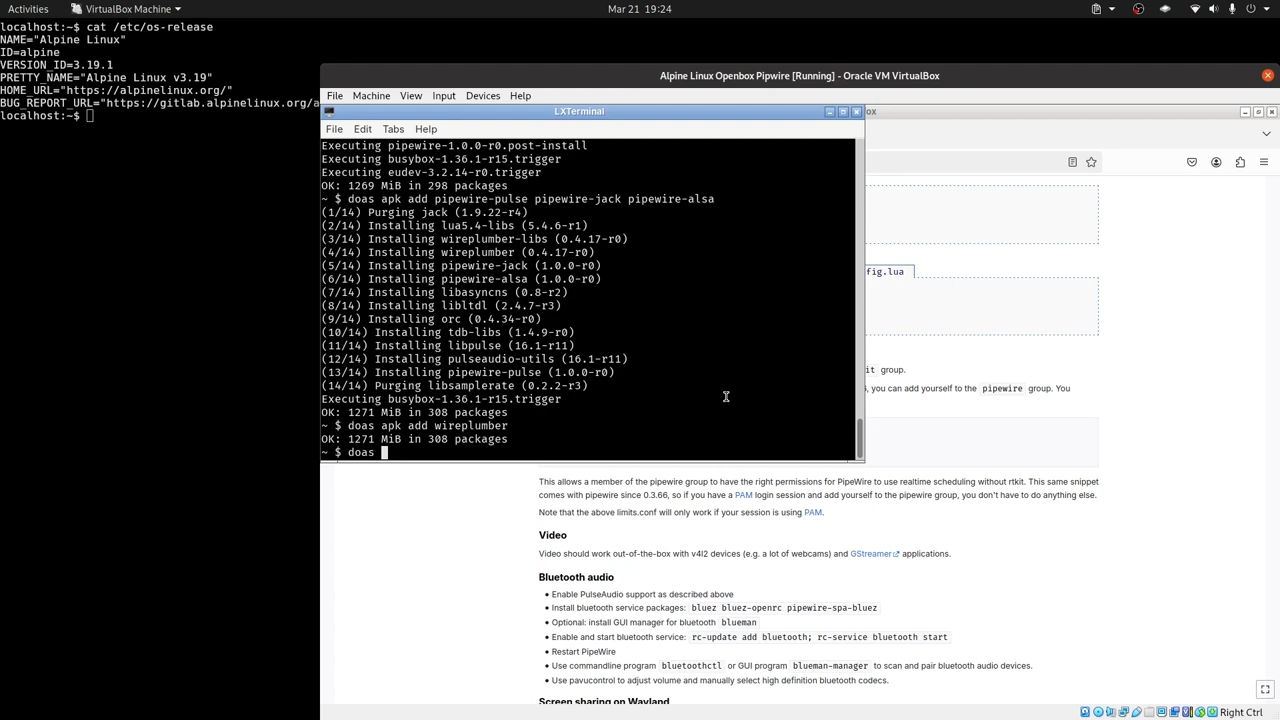 Activities
VirtualBox Machine
Mar 21 19:24
localhost:~$ cat /etc/os-release
NAME="Alpine Linux"
ID=alpine
VERSION_ID=3.19.1
PRETTY_NAME="Alpine Linux v3.19"
HOME_URL="https://alpinelinux.org/"
BUG_REPORT_URL="https://gitlab.alpinelinux.org/a
localhost:~$
Alpine Linux Openbox Pipwire [Running] - Oracle VM VirtualBox
File Machine View Input Devices Help
LXTerminal
ox
File Edit Tabs Help
Executing pipewire-1.0.0-r0.post-install
Executing busybox-1.36.1-r15.trigger
Executing eudev-3.2.14-r0.trigger
OK: 1269 MiB in 298 packages
~ $ doas apk add pipewire-pulse pipewire-jack pipewire-alsa
(1/14) Purging jack (1.9.22-r4)
(2/14) Installing lua5.4-libs (5.4.6-r1)
(3/14) Installing wireplumber-libs (0.4.17-r0)
(4/14) Installing wireplumber (0.4.17-r0)
(5/14) Installing pipewire-jack (1.0.0-r0)
(6/14) Installing pipewire-alsa (1.0.0-r0)
(7/14) Installing libasyncns (0.8-r2)
(8/14) Installing libltdl (2.4.7-r3)
(9/14) Installing orc (0.4.34-r0)
(10/14) Installing tdb-libs (1.4.9-r0)
(11/14) Installing libpulse (16.1-r11)
(12/14) Installing pulseaudio-utils (16.1-r11)
(13/14) Installing pipewire-pulse (1.0.0-r0)
(14/14) Purging libsamplerate (0.2.2-r3)
Executing busybox-1.36.1-r15.trigger
OK: 1271 MiB in 308 packages
~ $ doas apk add wireplumber
OK: 1271 MiB in 308 packages
~ $ doas
fig.lua
it group.
, you can add yourself to the pipewire group. You
This allows a member of the pipewire group to have the right permissions for PipeWire to use realtime scheduling without rtkit. This same snippet
comes with pipewire since 0.3.66, so if you have a PAM login session and add yourself to the pipewire group, you don't have to do anything else.
Note that the above limits.conf will only work if your session is using PAM.
Video
Video should work out-of-the-box with v4l2 devices (e.g. a lot of webcams) and GStreamer applications.
Bluetooth audio
• Enable PulseAudio support as described above
• Install bluetooth service packages: bluez bluez-openrc pipewire-spa-bluez
• Optional: install GUI manager for bluetooth blueman
• Enable and start bluetooth service: rc-update add bluetooth; rc-service bluetooth start
• Restart PipeWire
• Use commandline program bluetoothctl or GUI program blueman-manager to scan and pair bluetooth audio devices.
• Use pavucontrol to adjust volume and manually select high definition bluetooth codecs.
Screen sharing on Wayland
Right Ctrl